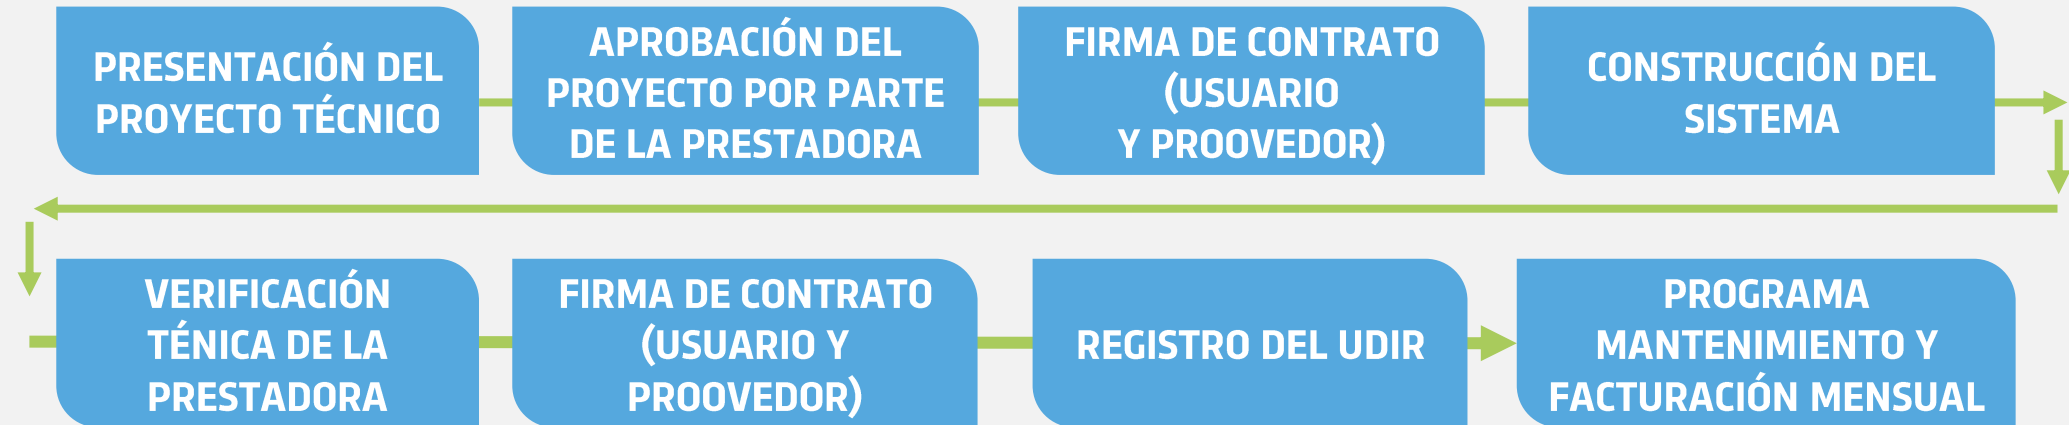 PRESENTACIÓN DEL
PROYECTO TÉCNICO
APROBACIÓN DEL
PROYECTO POR PARTE
DE LA PRESTADORA
FIRMA DE CONTRATO
(USUARIO
Y PROOVEDOR)
CONSTRUCCIÓN DEL
SISTEMA
VERIFICACIÓN
TÉNICA DE LA
PRESTADORA
FIRMA DE CONTRATO
(USUARIO Y
PROOVEDOR)
REGISTRO DEL UDIR
PROGRAMA
MANTENIMIENTO Y
FACTURACIÓN MENSUAL